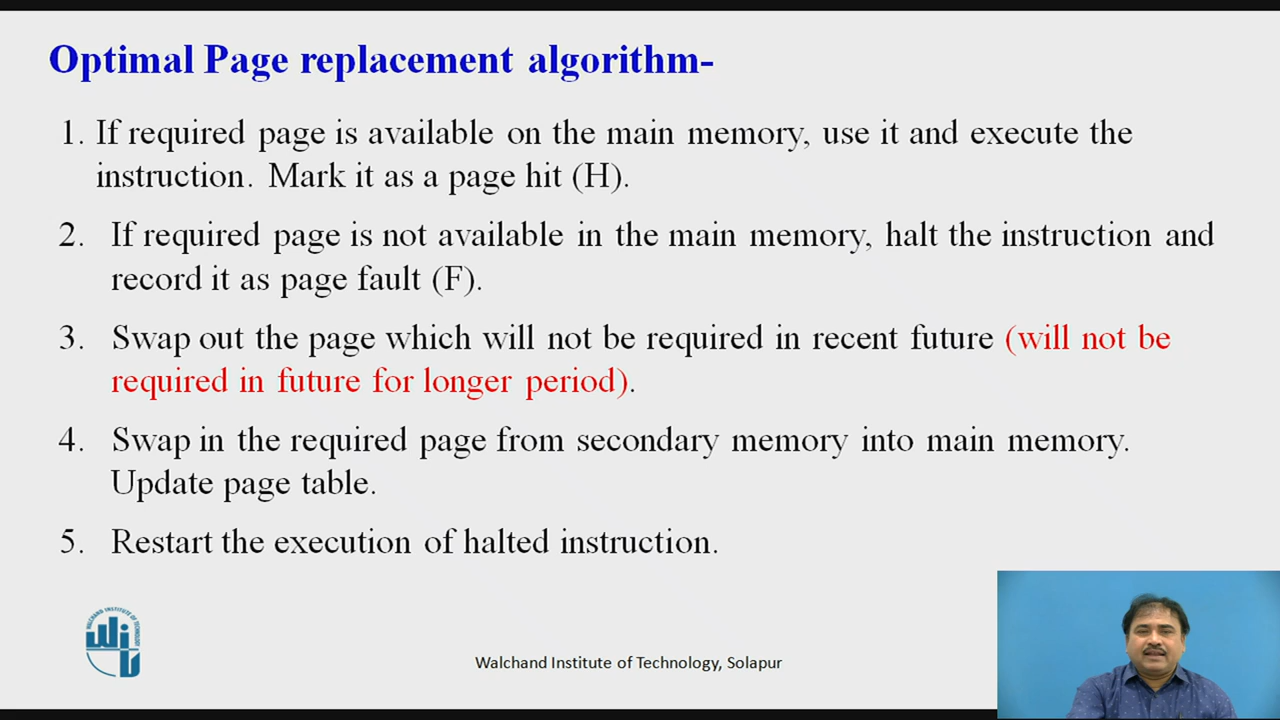 Optimal Page replacement algorithm-
1. If required page is available on the main memory, use it and execute the
instruction. Mark it as a page hit (H).
2. If required page is not available in the main memory, halt the instruction and
record it as page fault (F).
3. Swap out the page which will not be required in recent future (will not be
required in future for longer period).
4. Swap in the required page from secondary memory into main memory.
Update page table.
5. Restart the execution of halted instruction.
WALCHAND INSTITUTE OF TECHNOLOGY
Walchand Institute of Technology, Solapur